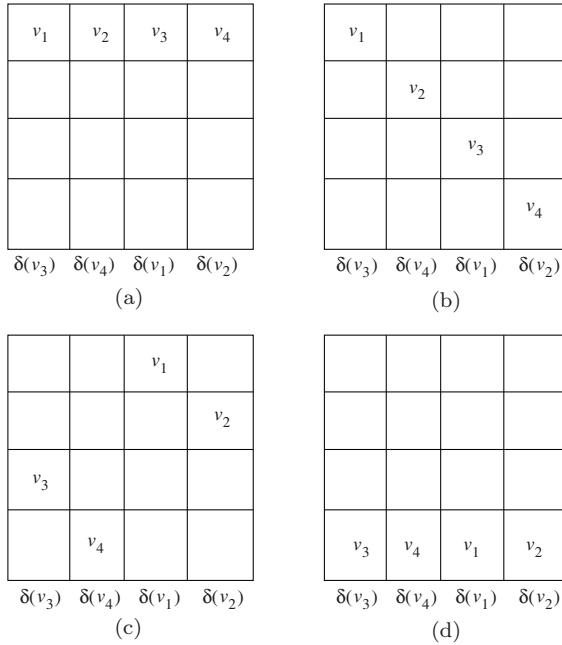 v₁ v₂ v₃ v₄
δ(v₃) δ(v₄) δ(v₁) δ(v₂)
(a)
v₁
v₂
v₃
v₄
δ(v₃) δ(v₄) δ(v₁) δ(v₂)
(b)
v₁
v₂
v₃
v₄
δ(v₃) δ(v₄) δ(v₁) δ(v₂)
(c)
v₃ v₄ v₁ v₂
δ(v₃) δ(v₄) δ(v₁) δ(v₂)
(d)